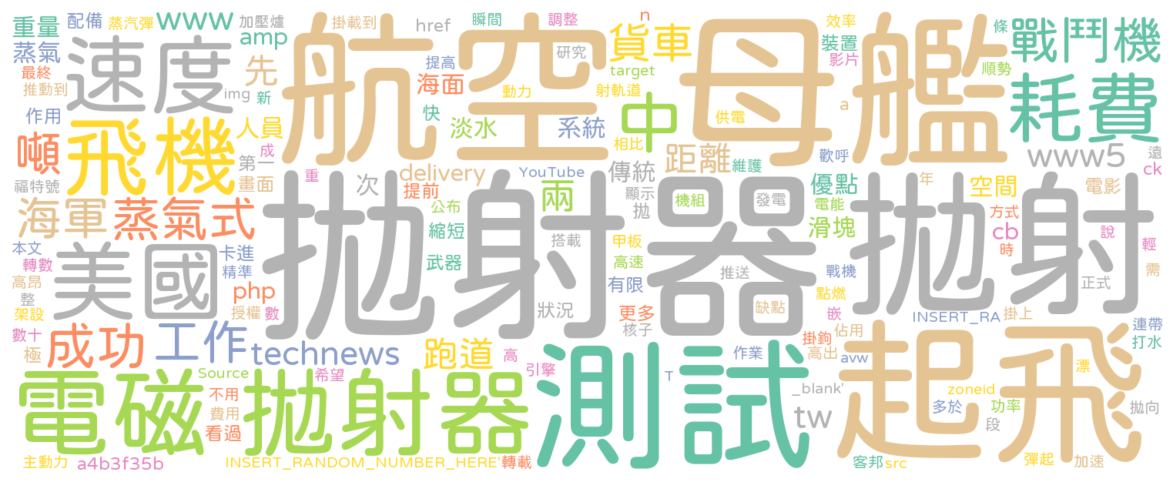 重量 配備 蒸汽彈 www 加壓爐 掛載到 href 瞬間 調整 n 效率 條 戰鬥機
蒸氣 amp 提高 研究 貨車 裝置 影片 順勢
最終 推動到 速度 img 先 新 航空母艦 海面 動力 target 射軌道 a 耗費
作用 快 淡水 系統 中 供電 相比 歡呼 www5 遠
噸 飛機 人員 成 第一 畫面 重 次 delivery YouTube 傳統 距離 維護 優點 年 空間 電影 ck
福特號 提前 兩 顯示 拋 機組 發電 電能 滑塊 方式 cb 說 輕
海軍 蒸氣式 公布 縮短 搭載 甲板 高速 時
本文 轉數 美國 卡進 精準 拋射器 武器 推送 有限 戰機 拋射 需
高昂 整 架設 php 授權 數 狀況 更多 缺點 點燃 嵌 正式
數十 極 成功 工作 technews 跑道 核子 掛鉤 佔用 INSERT_RA 掛上 連帶 打水
高 引擎 T 作業 高出 avw 起飛 漂
電磁拋射器 Source 希望 不用 費用 看過 測試 _blank' tw zoneid 多於 功率 段 拋向
主動力 a4b3f35b INSERT_RANDOM_NUMBER_HERE' 轉載 客邦 src 彈起 加速